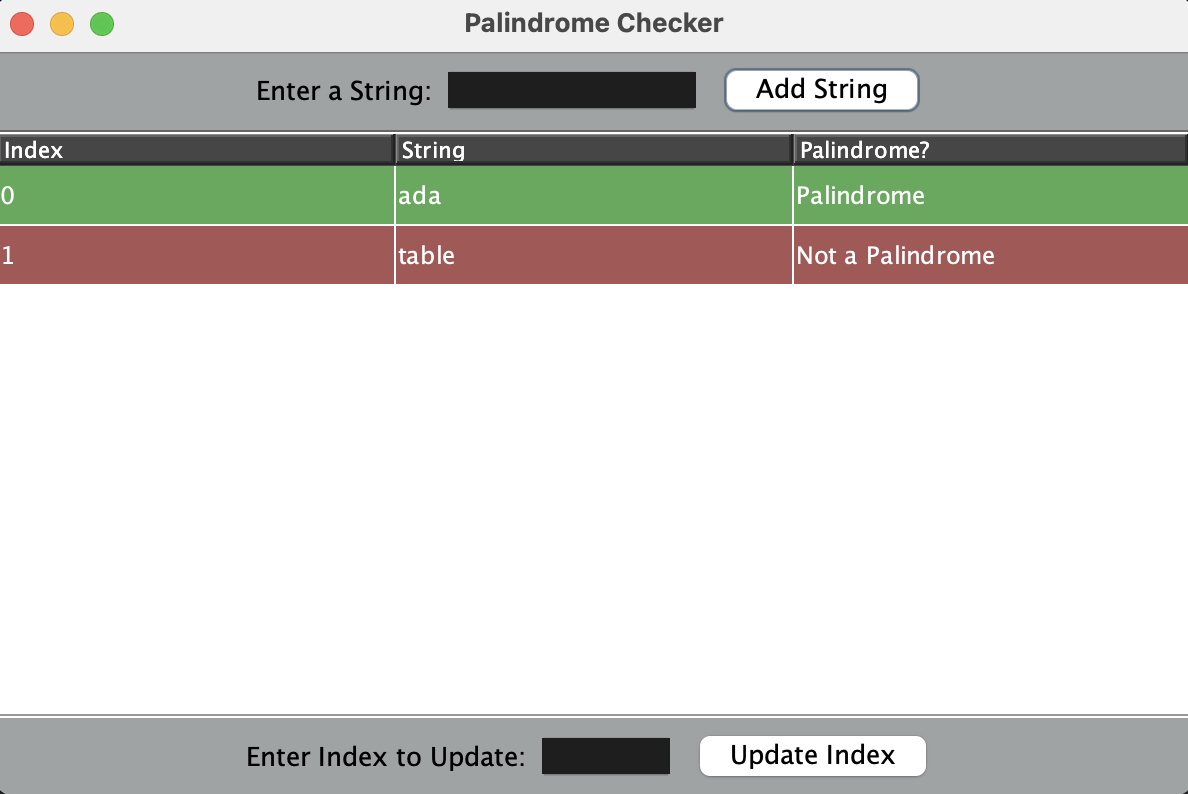 Palindrome Checker
Enter a String: Add String
Index String Palindrome?
0 ada Palindrome
1 table Not a Palindrome
Enter Index to Update: Update Index